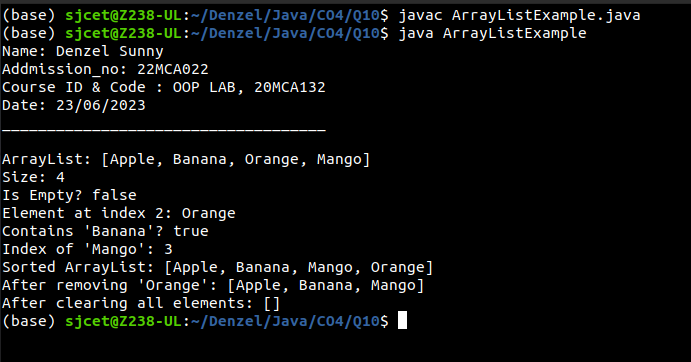 (base) sjcet@Z238-UL:~/Denzel/Java/CO4/Q10$ javac ArrayListExample.java
(base) sjcet@Z238-UL:~/Denzel/Java/CO4/Q10$ java ArrayListExample
Name: Denzel Sunny
Addmission_no: 22MCA022
Course ID & Code : OOP LAB, 20MCA132
Date: 23/06/2023
____________________________________
ArrayList: [Apple, Banana, Orange, Mango]
Size: 4
Is Empty? false
Element at index 2: Orange
Contains 'Banana'? true
Index of 'Mango': 3
Sorted ArrayList: [Apple, Banana, Mango, Orange]
After removing 'Orange': [Apple, Banana, Mango]
After clearing all elements: []
(base) sjcet@Z238-UL:~/Denzel/Java/CO4/Q10$